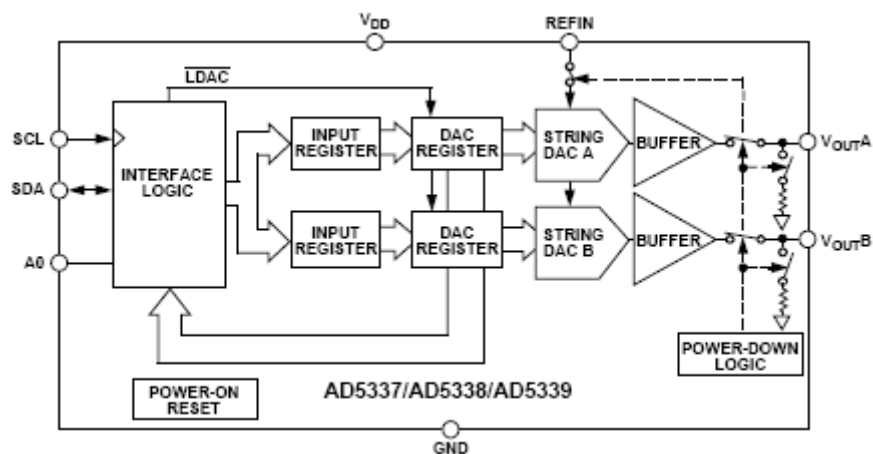 VDD
REFIN
LDAC
SCL
SDA
A0
INTERFACE
LOGIC
INPUT
REGISTER
DAC
REGISTER
STRING
DAC A
BUFFER
VOUTA
INPUT
REGISTER
DAC
REGISTER
STRING
DAC B
BUFFER
VOUTB
POWER-DOWN
LOGIC
POWER-ON
RESET
AD5337/AD5338/AD5339
GND